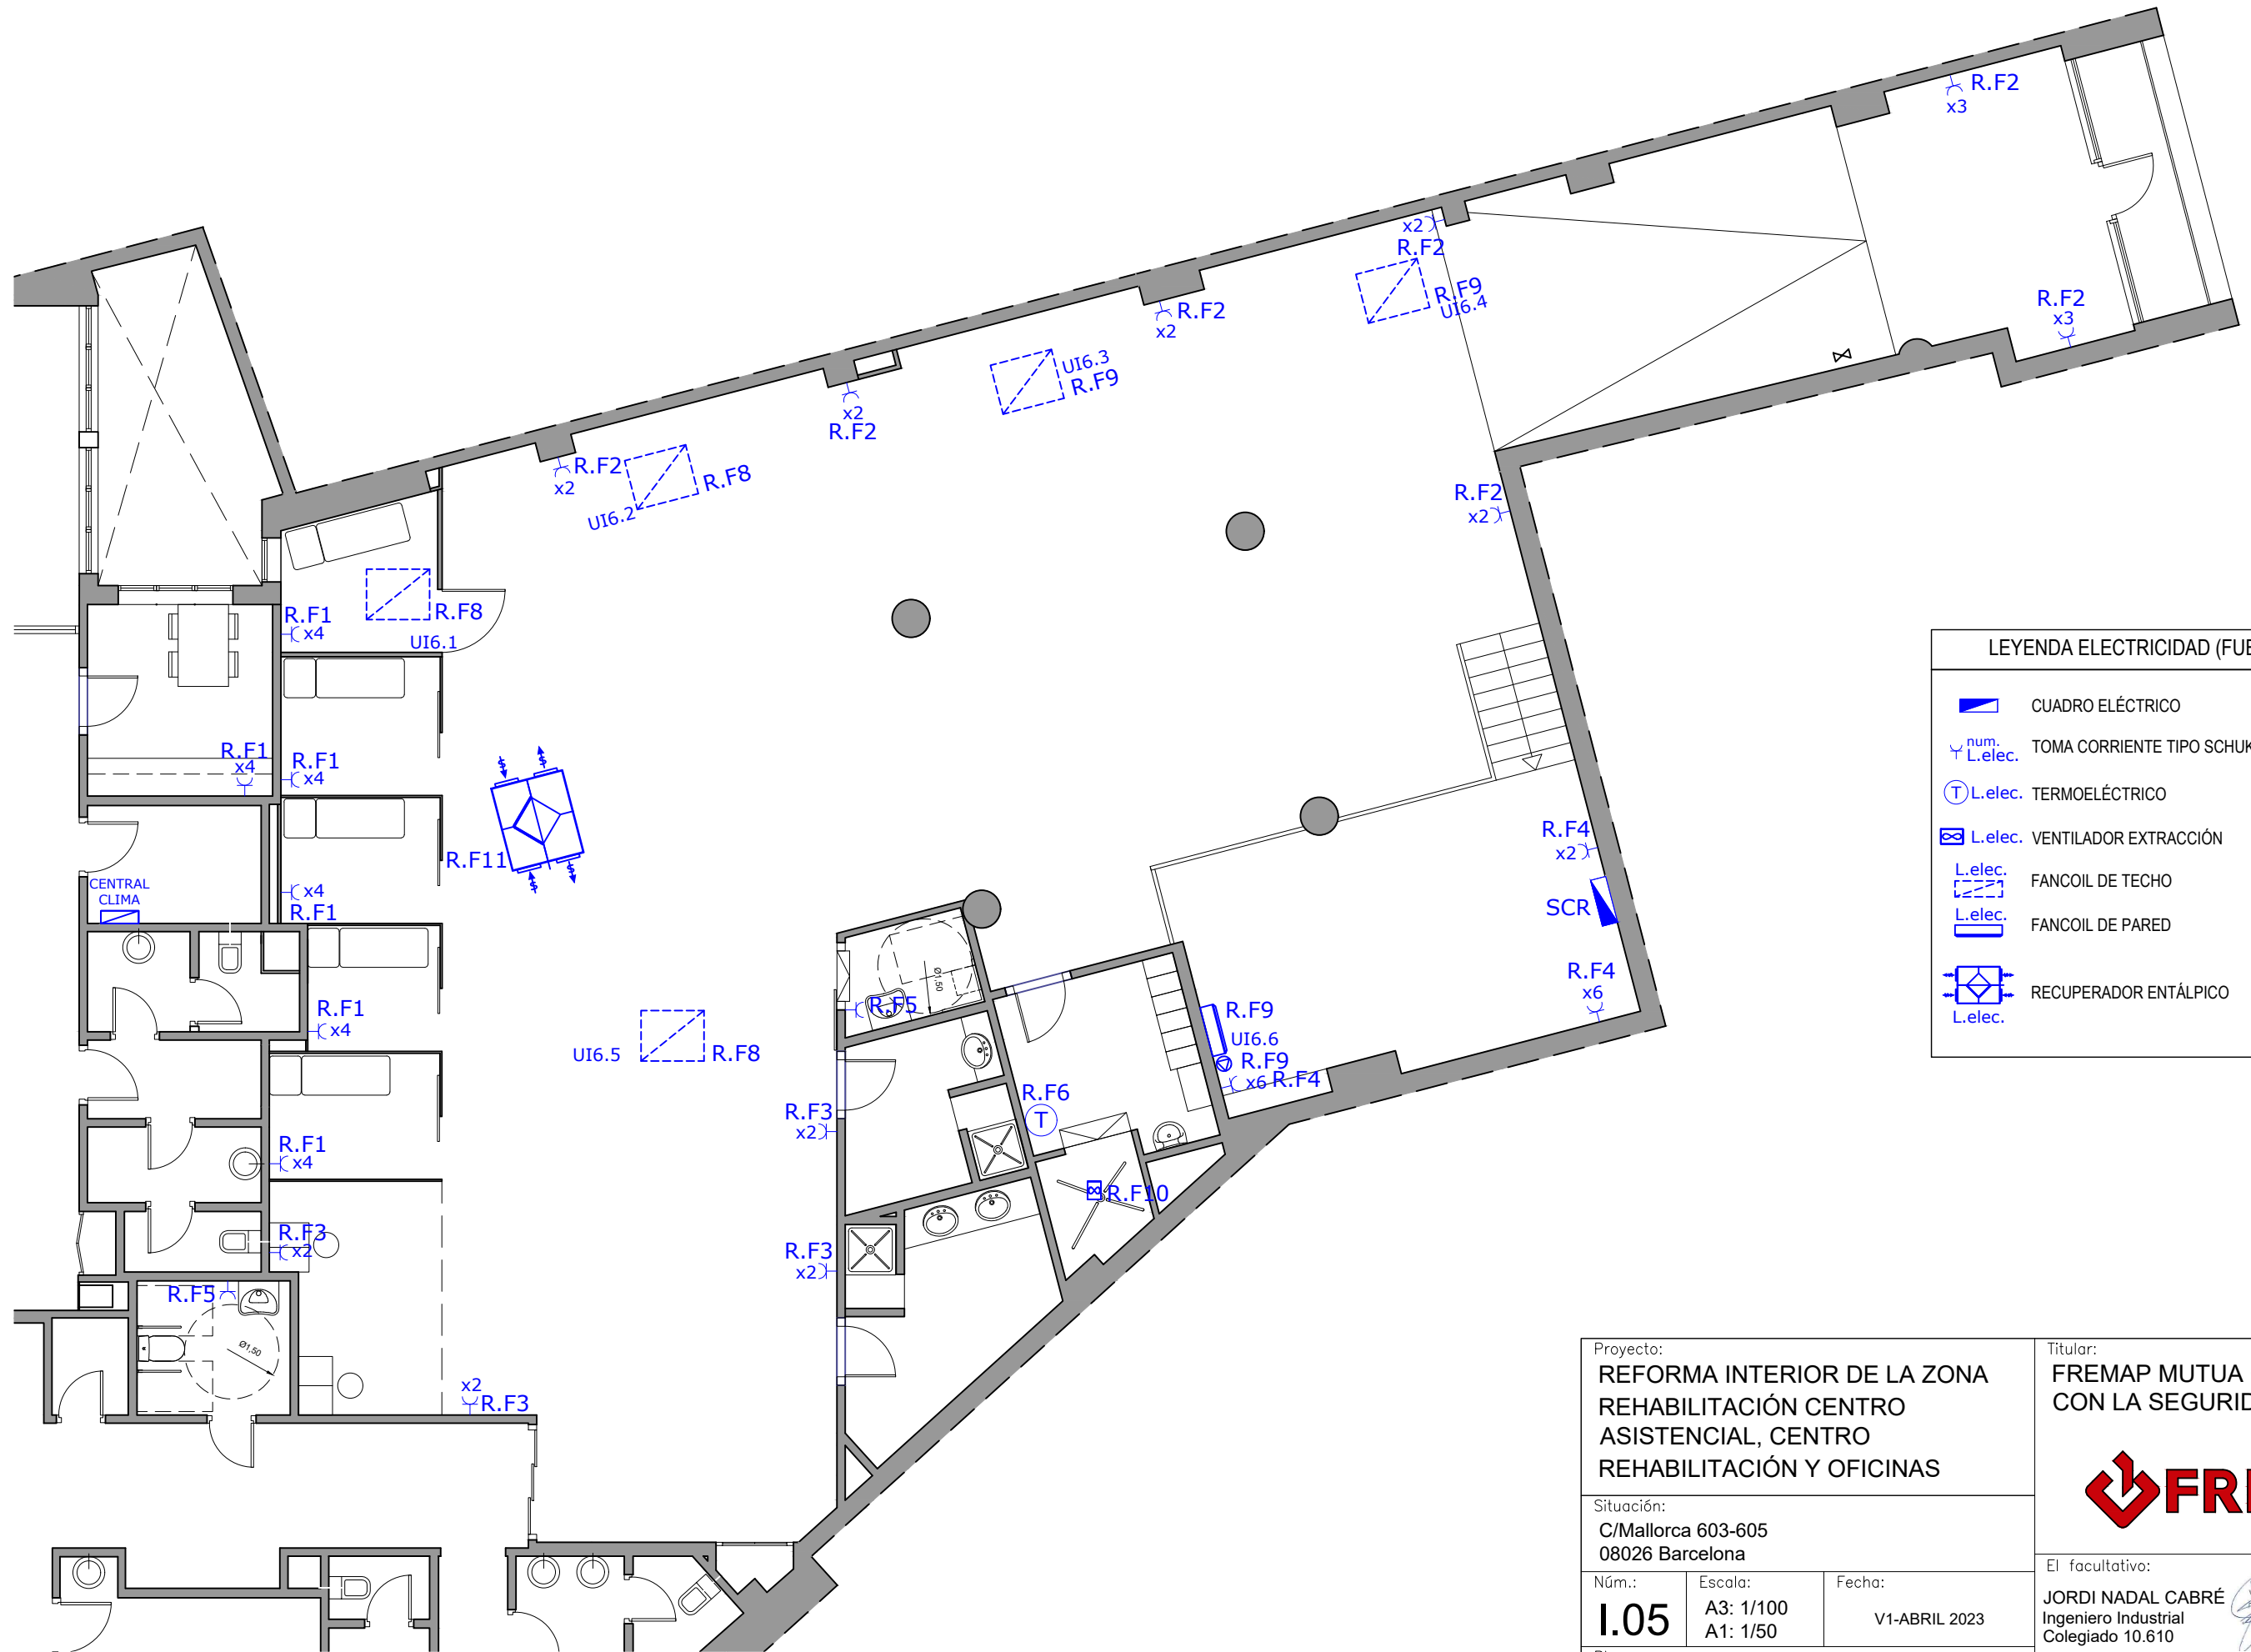 R.F2
x3
x2
R.F2
R.F9
UI6.4
R.F2
x3
R.F2
x2
UI6.3
R.F9
x2
R.F2
R.F2
x2
R.F8
UI6.2
R.F2
x2
R.F8
UI6.1
R.F1
x4
R.F1
x4
R.F1
x4
R.F11
x4
R.F1
CENTRAL
CLIMA
R.F4
x2
SCR
R.F4
x6
Ø1,50
R.F5
R.F1
x4
UI6.5
R.F8
R.F9
UI6.6
R.F9
x6 R.F4
R.F6
T
R.F3
x2
R.F1
x4
R.F10
R.F3
x2
R.F3
x2
R.F5
Ø1,50
x2
R.F3
LEYENDA ELECTRICIDAD (FUE
CUADRO ELÉCTRICO
num.
L.elec.
TOMA CORRIENTE TIPO SCHUK
T L.elec. TERMOELÉCTRICO
L.elec. VENTILADOR EXTRACCIÓN
L.elec.
FANCOIL DE TECHO
L.elec.
FANCOIL DE PARED
RECUPERADOR ENTÁLPICO
L.elec.
Proyecto:
REFORMA INTERIOR DE LA ZONA
REHABILITACIÓN CENTRO
ASISTENCIAL, CENTRO
REHABILITACIÓN Y OFICINAS
Situación:
C/Mallorca 603-605
08026 Barcelona
Núm.:
I.05
Escala:
A3: 1/100
A1: 1/50
Fecha:
V1-ABRIL 2023
Titular:
FREMAP MUTUA
CON LA SEGURID
FRE
El facultativo:
JORDI NADAL CABRÉ
Ingeniero Industrial
Colegiado 10.610